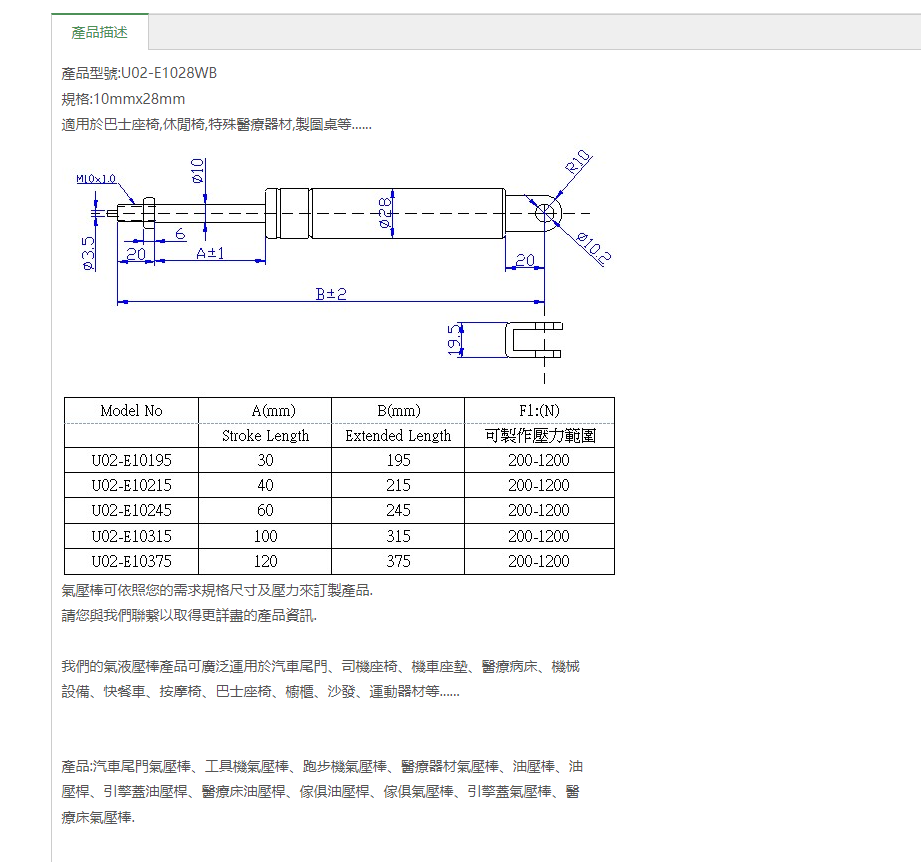 產品描述
產品型號:U02-E1028WB
規格:10mmx28mm
適用於巴士座椅,休閒椅,特殊醫療器材,製圖桌等......
M10x1.0
ø10
R10
ø28
ø3.5
6
20
A±1
20
ø10.2
B±2
19.5
Model No A(mm) B(mm) F1:(N)
Stroke Length Extended Length 可製作壓力範圍
U02-E10195 30 195 200-1200
U02-E10215 40 215 200-1200
U02-E10245 60 245 200-1200
U02-E10315 100 315 200-1200
U02-E10375 120 375 200-1200
氣壓棒可依照您的需求規格尺寸及壓力來訂製產品.
請您與我們聯繫以取得更詳盡的產品資訊.
我們的氣液壓棒產品可廣泛運用於汽車尾門、司機座椅、機車座墊、醫療病床、機械
設備、快餐車、按摩椅、巴士座椅、櫥櫃、沙發、運動器材等......
產品:汽車尾門氣壓棒、工具機氣壓棒、跑步機氣壓棒、醫療器材氣壓棒、油壓棒、油
壓桿、引擎蓋油壓桿、醫療床油壓桿、傢俱油壓桿、傢俱氣壓棒、引擎蓋氣壓棒、醫
療床氣壓棒.